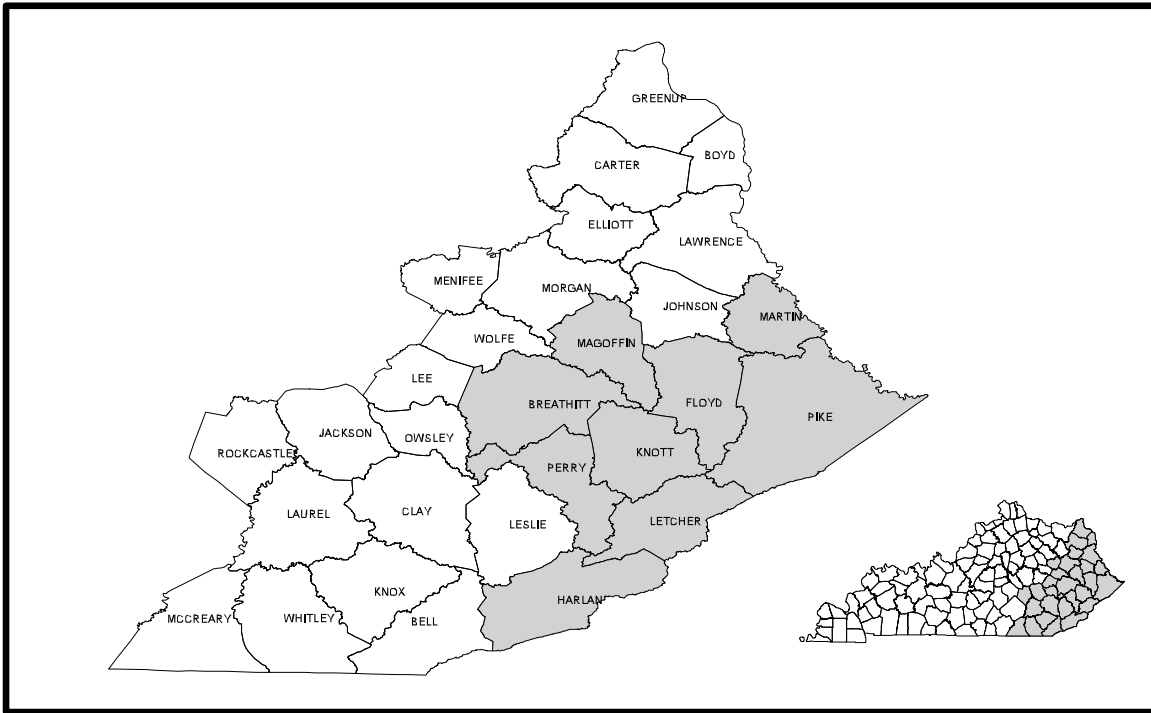 GREENUP
BOYD
CARTER
ELLIOTT
LAWRENCE
MENIFEE
MORGAN
JOHNSON
MARTIN
WOLFE
MAGOFFIN
LEE
BREATHITT
FLOYD
PIKE
JACKSON
OWSLEY
ROCKCASTLE
KNOTT
PERRY
LAUREL
CLAY
LESLIE
LETCHER
KNOX
HARLAN
MCCREARY
WHITLEY
BELL